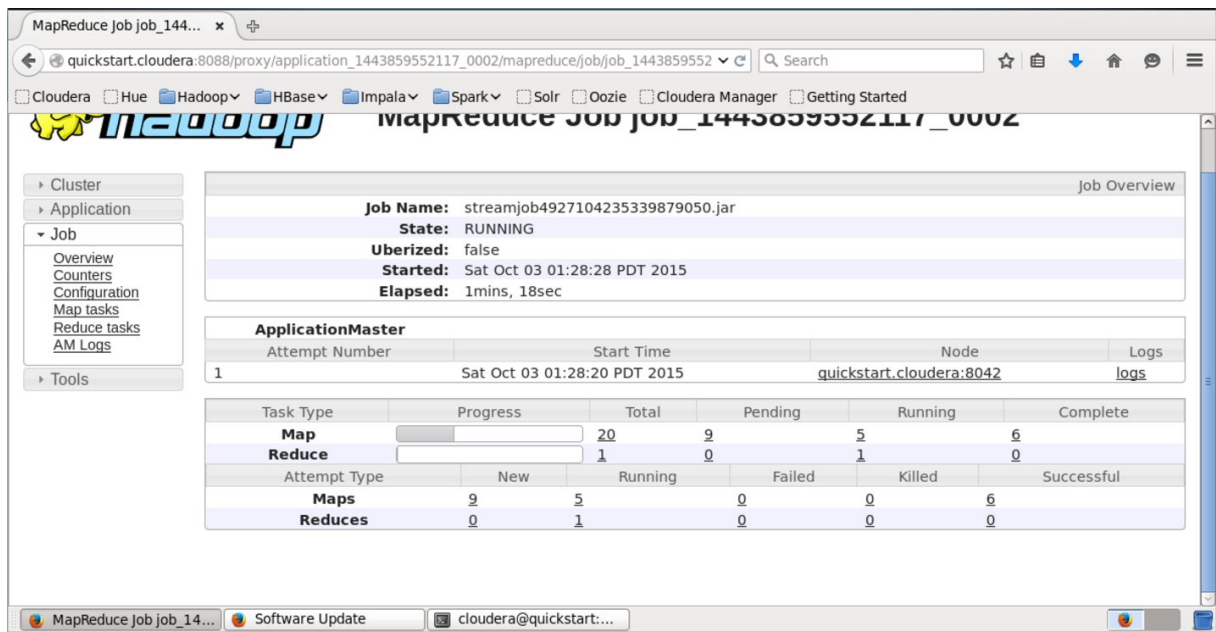 MapReduce Job job_144...
quickstart.cloudera:8088/proxy/application_1443859552117_0002/mapreduce/job/job_1443859552
Search
Cloudera Hue Hadoop HBase Impala Spark Solr Oozie Cloudera Manager Getting Started
hadoop MapReduce Job job_1443859552117_0002
Cluster
Application
Job
Overview
Counters
Configuration
Map tasks
Reduce tasks
AM Logs
Tools
Job Overview
Job Name: streamjob4927104235339879050.jar
State: RUNNING
Uberized: false
Started: Sat Oct 03 01:28:28 PDT 2015
Elapsed: 1mins, 18sec
ApplicationMaster
Attempt Number Start Time Node Logs
1 Sat Oct 03 01:28:20 PDT 2015 quickstart.cloudera:8042 logs
Task Type Progress Total Pending Running Complete
Map 20 9 5 6
Reduce 1 0 1 0
Attempt Type New Running Failed Killed Successful
Maps 9 5 0 0 6
Reduces 0 1 0 0 0
MapReduce Job job_14... Software Update cloudera@quickstart:...